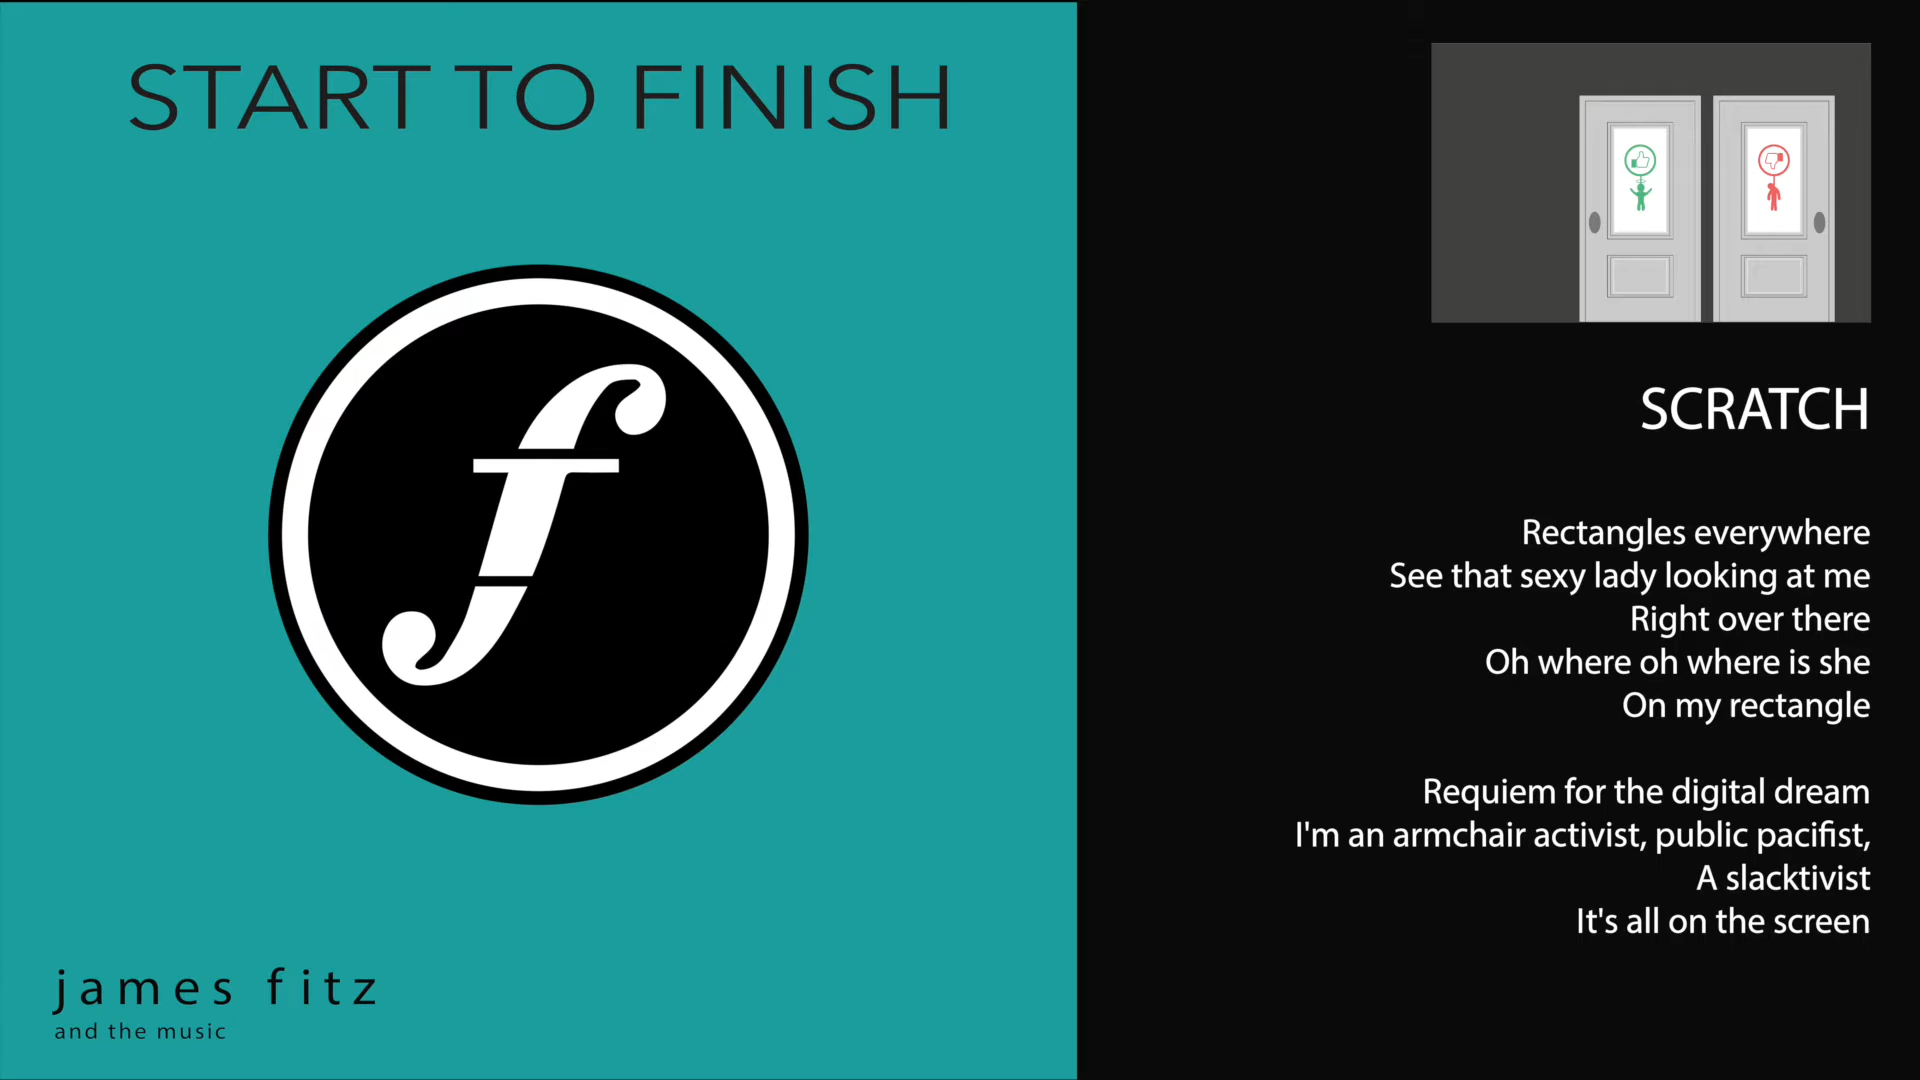 START TO FINISH
f
james fitz
and the music
SCRATCH
Rectangles everywhere
See that sexy lady looking at me
Right over there
Oh where oh where is she
On my rectangle
Requiem for the digital dream
I'm an armchair activist, public pacifist,
A slacktivist
It's all on the screen